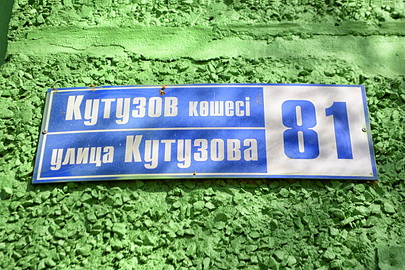 Кутузов көшесі
улица Кутузова
81